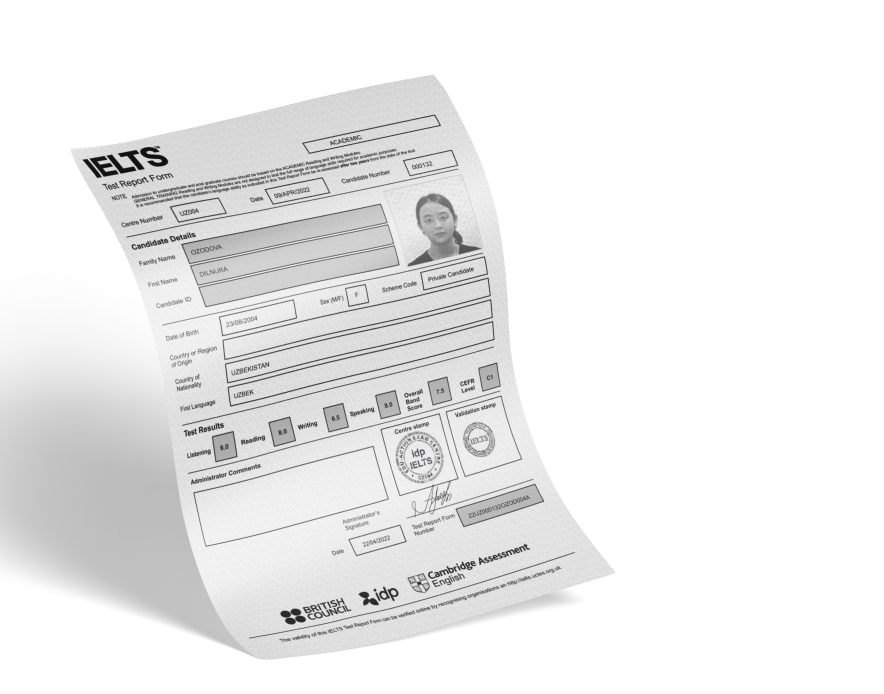 IELTS™
Test Report Form
ACADEMIC
NOTE Admission to undergraduate and post graduate courses should be based on the ACADEMIC Reading and Writing Modules.
GENERAL TRAINING Reading and Writing Modules are not designed to test the full range of language skills required for academic purposes.
It is recommended that the candidate's language ability as indicated in this Test Report Form be re-assessed after two years from the date of the test
Centre Number UZ004 Date 09/APR/2022 Candidate Number 000132
Candidate Details
Family Name OZODOVA
First Name DILNURA
Candidate ID
Date of Birth 23/08/2004 Sex (M/F) F Scheme Code Private Candidate
Country or Region
of Origin
Country of
Nationality UZBEKISTAN
First Language UZBEK
Test Results
Listening 8.0 Reading 8.0 Writing 6.5 Speaking 8.0 Overall Band Score 7.5 CEFR Level C1
Administrator Comments
Centre stamp
idp
IELTS
Validation stamp
IELTS
Administrator's
Signature
Date 22/04/2022
Test Report Form
Number 22UZ000132OZOD004A
BRITISH
COUNCIL
idp
Cambridge Assessment
English
The validity of this IELTS Test Report Form can be verified online by recognising organisations an http://ielts.ucles.org.uk